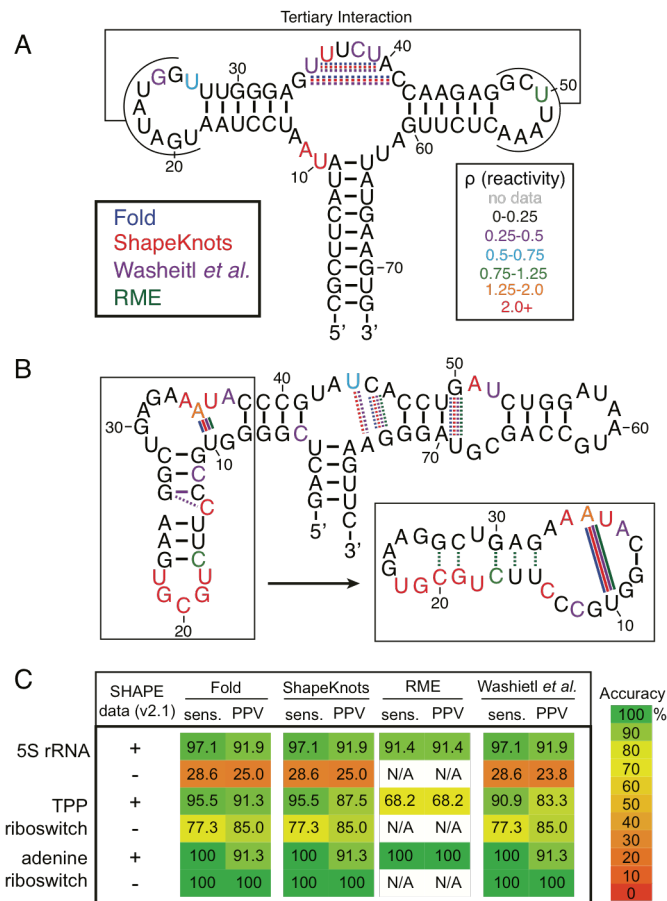 Tertiary Interaction
A
CGCUUCAUAUAAUCCUAAUGAUAUGGUUUGGGAGUUUCUACCAAGAGGCUUAAACUCUUGAUUAUGAAGUG
10
20
30
40
50
60
70
5’
3’
Fold
ShapeKnots
Washeitl et al.
RME
ρ (reactivity)
no data
0-0.25
0.25-0.5
0.5-0.75
0.75-1.25
1.25-2.0
2.0+
B
GACUCGGGGUGCCCUUCUGCGUGAAGGCUGAGAAAUACCCGUAUCACCUGAUCUGGAUAAUGCCAGCGUAGGGAAGUUC
10
20
30
40
50
60
70
5’
3’
GGUGCCCUUCUGCGUGAAGGCUGAGAAAUAC
10
20
30
C
SHAPE data (v2.1) Fold ShapeKnots RME Washietl et al. Accuracy
sens. PPV sens. PPV sens. PPV sens. PPV
5S rRNA + 97.1 91.9 97.1 91.9 91.4 91.4 97.1 91.9
- 28.6 25.0 28.6 25.0 N/A N/A 28.6 23.8
TPP riboswitch + 95.5 91.3 95.5 87.5 68.2 68.2 90.9 83.3
- 77.3 85.0 77.3 85.0 N/A N/A 77.3 85.0
adenine riboswitch + 100 91.3 100 91.3 100 100 100 91.3
- 100 100 100 100 N/A N/A 100 100
100 %
90
80
70
60
50
40
30
20
10
0